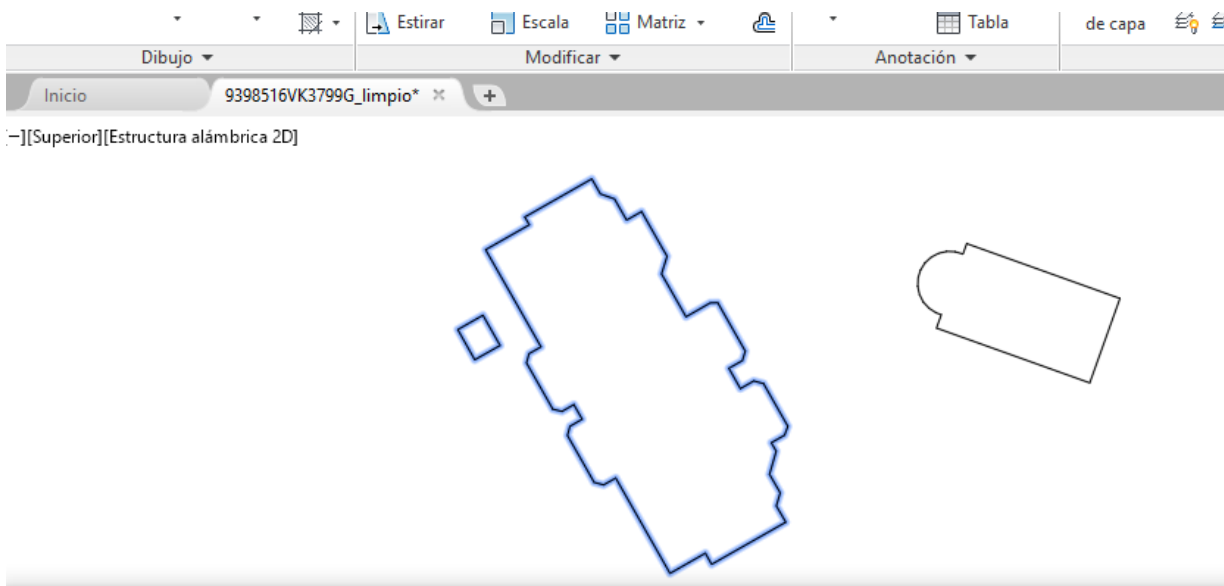 Estirar Escala Matriz Tabla de capa
Dibujo Modificar Anotación
Inicio 9398516VK3799G_limpio*
−][Superior][Estructura alámbrica 2D]